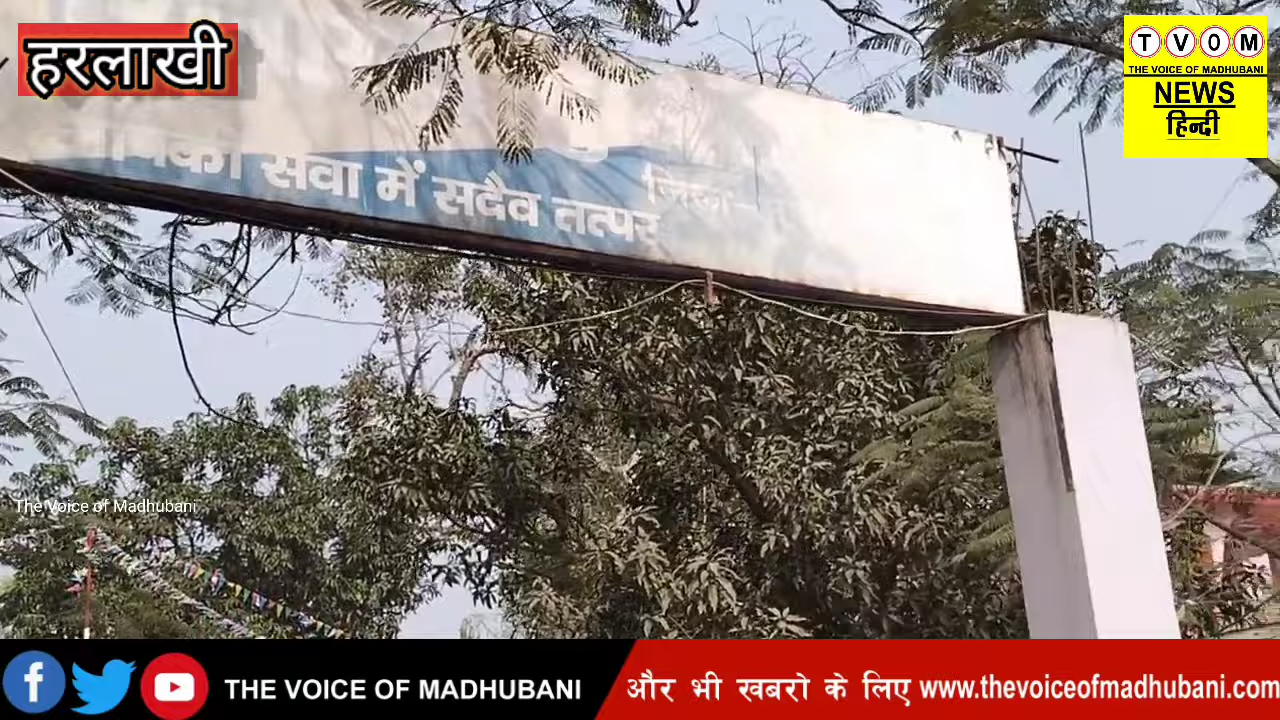 हरलाखी
T V O M
THE VOICE OF MADHUBANI
NEWS
हिन्दी
सेवा में सदैव तत्पर
The Voice of Madhubani
THE VOICE OF MADHUBANI
और भी खबरो के लिए www.thevoiceofmadhubani.com